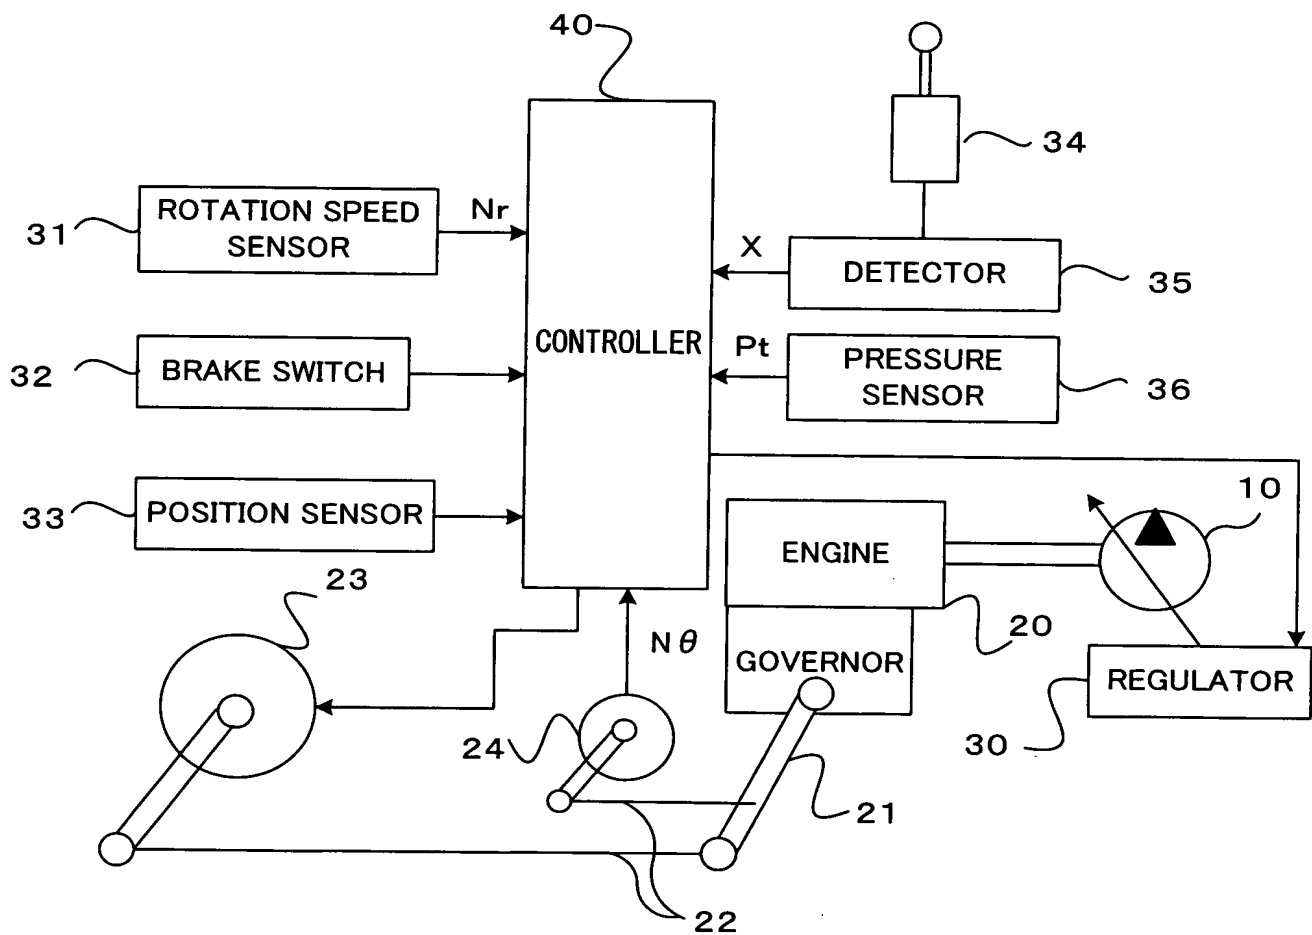 40
34
ROTATION SPEED
SENSOR
Nr
31
X
DETECTOR
35
CONTROLLER
32
BRAKE SWITCH
Pt
PRESSURE
SENSOR
36
33
POSITION SENSOR
10
ENGINE
23
20
Nθ
GOVERNOR
REGULATOR
30
24
21
22